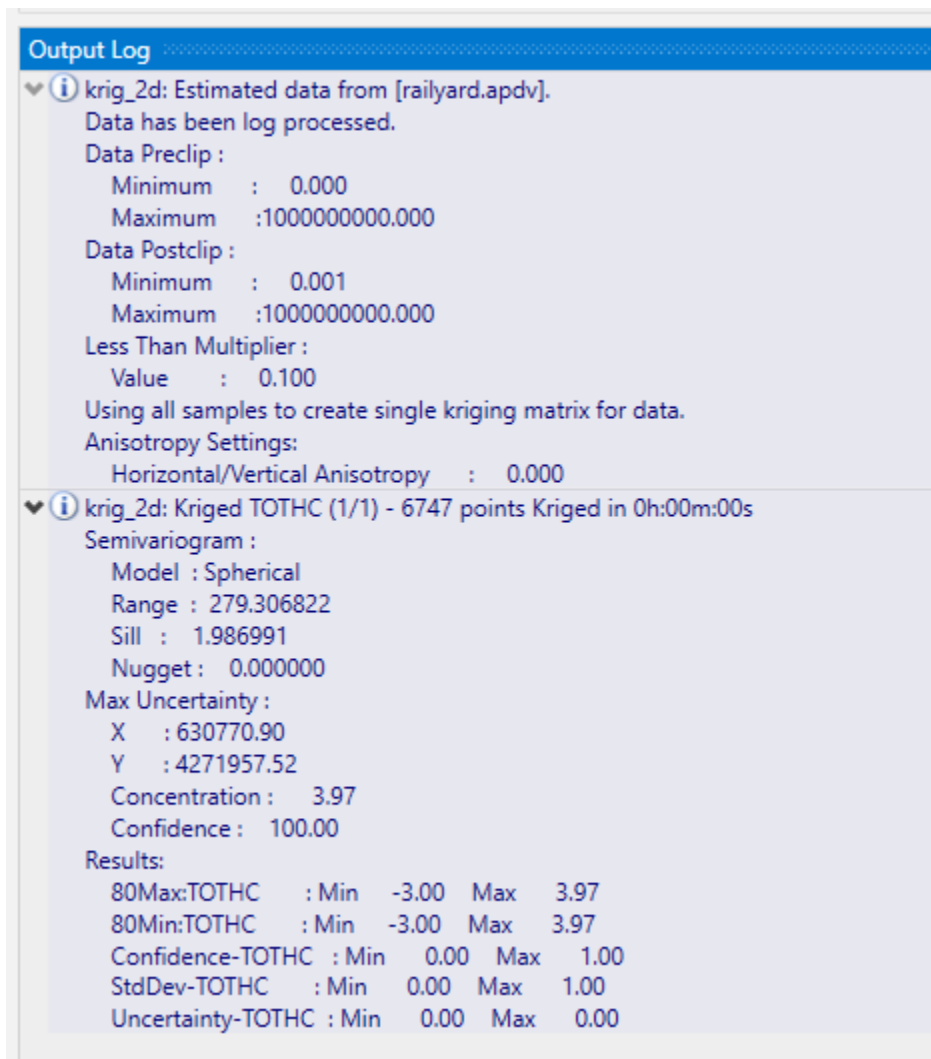 Output Log
krig_2d: Estimated data from [railyard.apdv].
Data has been log processed.
Data Preclip :
Minimum : 0.000
Maximum :1000000000.000
Data Postclip :
Minimum : 0.001
Maximum :1000000000.000
Less Than Multiplier :
Value : 0.100
Using all samples to create single kriging matrix for data.
Anisotropy Settings:
Horizontal/Vertical Anisotropy : 0.000
krig_2d: Kriged TOTHC (1/1) - 6747 points Kriged in 0h:00m:00s
Semivariogram :
Model : Spherical
Range : 279.306822
Sill : 1.986991
Nugget : 0.000000
Max Uncertainty :
X : 630770.90
Y : 4271957.52
Concentration : 3.97
Confidence : 100.00
Results:
80Max:TOTHC : Min -3.00 Max 3.97
80Min:TOTHC : Min -3.00 Max 3.97
Confidence-TOTHC : Min 0.00 Max 1.00
StdDev-TOTHC : Min 0.00 Max 1.00
Uncertainty-TOTHC : Min 0.00 Max 0.00